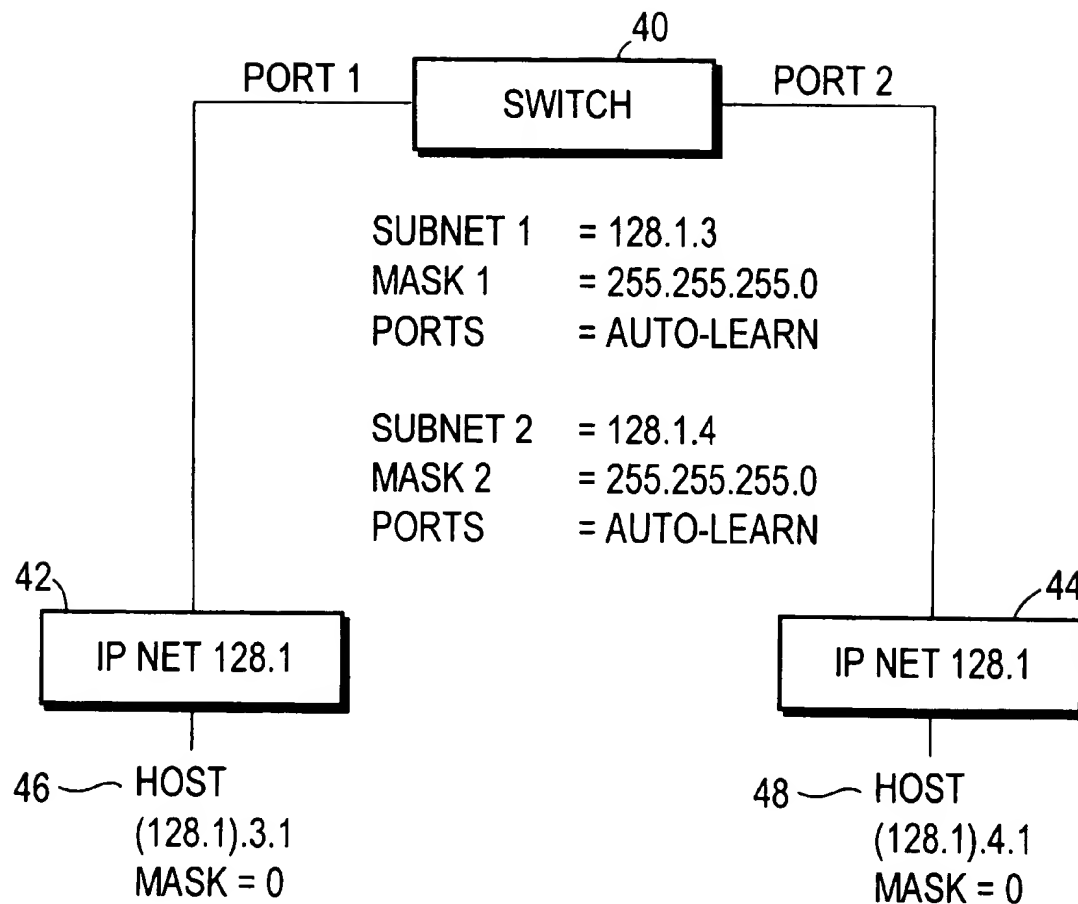 40
PORT 1
SWITCH
PORT 2
SUBNET 1 = 128.1.3
MASK 1 = 255.255.255.0
PORTS = AUTO-LEARN
SUBNET 2 = 128.1.4
MASK 2 = 255.255.255.0
PORTS = AUTO-LEARN
42
IP NET 128.1
44
IP NET 128.1
46 HOST
(128.1).3.1
MASK = 0
48 HOST
(128.1).4.1
MASK = 0